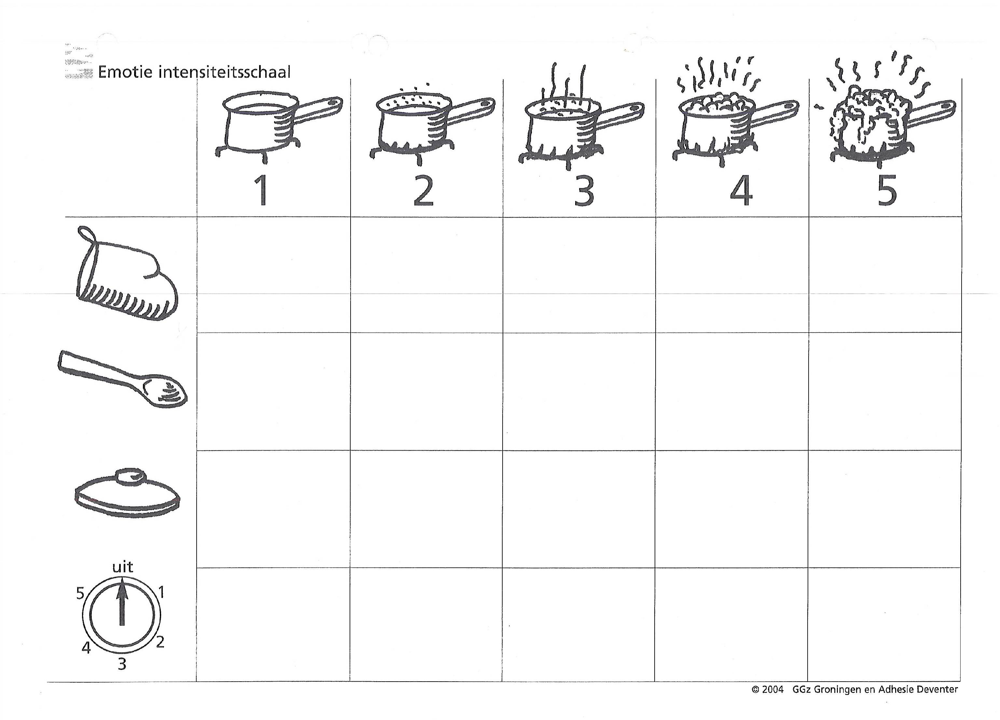 Emotie intensiteitsschaal
1 2 3 4 5
uit
5 1
4 2
3
© 2004 GGz Groningen en Adhesie Deventer